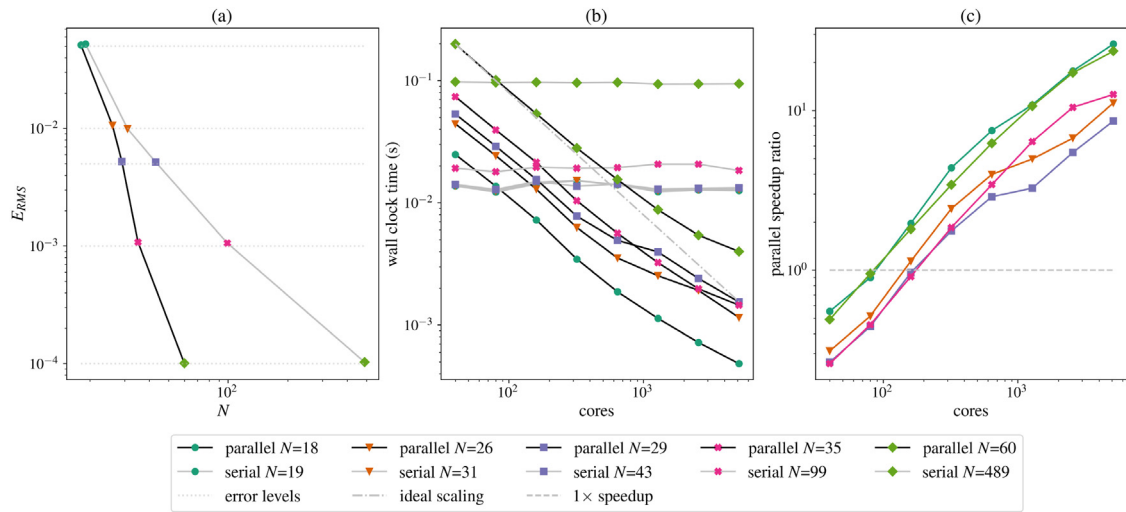 (a)
(b)
(c)
E_RMS
10^−2
10^−3
10^−4
10^2
N
wall clock time (s)
10^−1
10^−2
10^−3
10^2
10^3
cores
parallel speedup ratio
10^1
10^0
10^2
10^3
cores
parallel N=18
parallel N=26
parallel N=29
parallel N=35
parallel N=60
serial N=19
serial N=31
serial N=43
serial N=99
serial N=489
error levels
ideal scaling
1× speedup